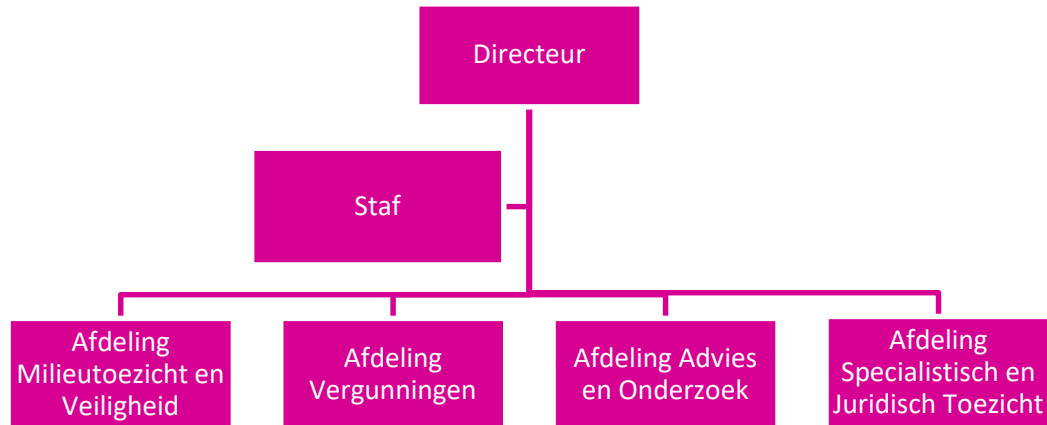 Directeur
Staf
Afdeling
Milieutoezicht en
Veiligheid
Afdeling
Vergunningen
Afdeling Advies
en Onderzoek
Afdeling
Specialistisch en
Juridisch Toezicht